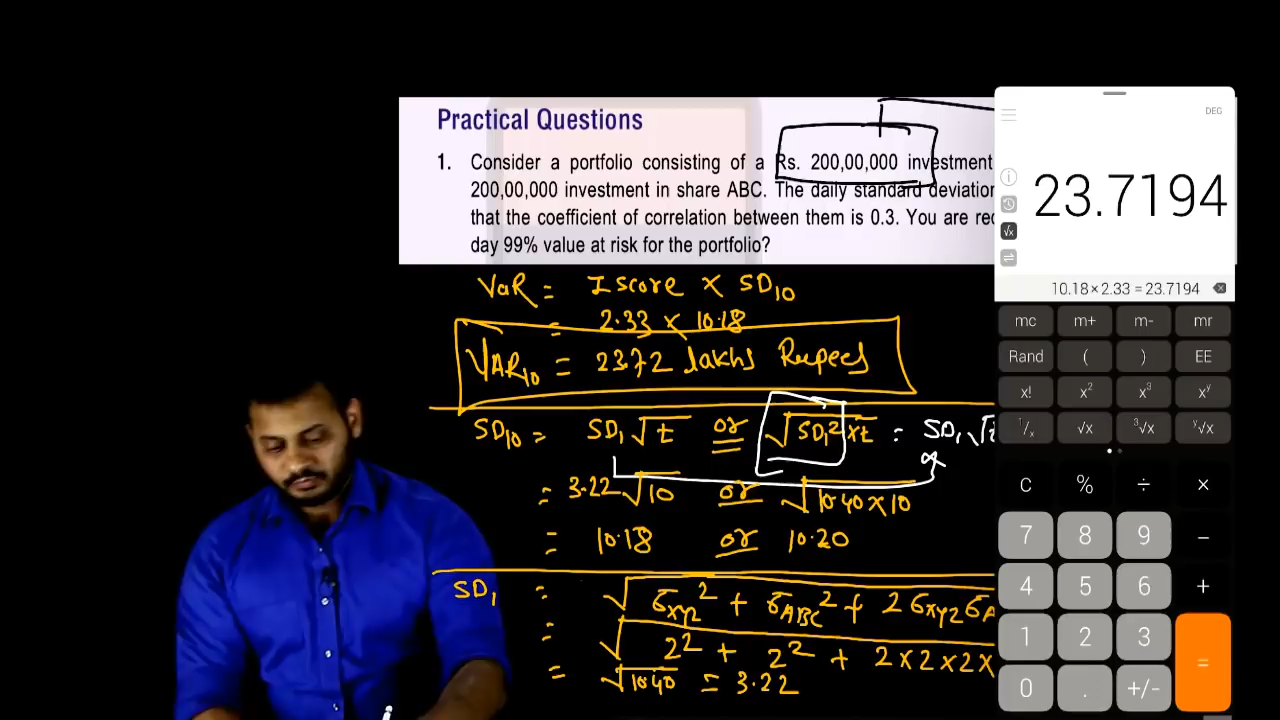 Practical Questions
1. Consider a portfolio consisting of a Rs. 200,00,000 investment
200,00,000 investment in share ABC. The daily standard deviation
that the coefficient of correlation between them is 0.3. You are
day 99% value at risk for the portfolio?
VaR = Z score × SD10
= 2.33 × 10.18
VAR10 = 23.72 lakhs Rupees
SD10 = SD1 √t or √SD1² × t = SD1 √
= 3.22 √10 or √10.40 × 10
= 10.18 or 10.20
SD1 = √σxyz² + σABC² + 2 σxyz σA
= √2² + 2² + 2 × 2 × 2 ×
= √10.40 = 3.22
DEG
23.7194
10.18×2.33 = 23.7194
mc m+ m- mr
Rand ( ) EE
x! x² x³ xʸ
¹/x √x ³√x ʸ√x
C % ÷ ×
7 8 9 −
4 5 6 +
1 2 3 =
0 . +/-